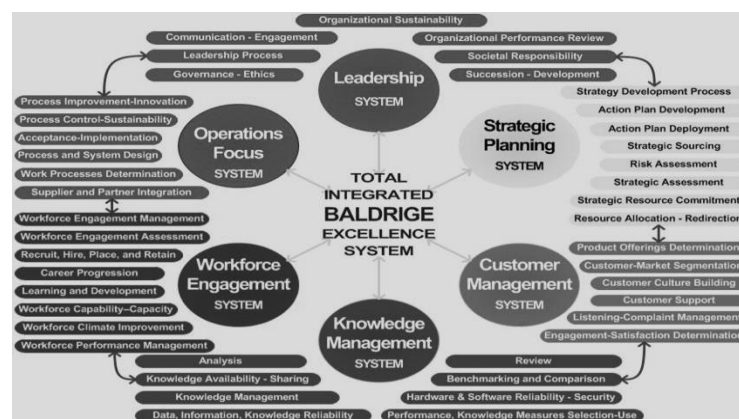 Organizational Sustainability
Communication - Engagement
Organizational Performance Review
Leadership Process
Societal Responsibility
Governance - Ethics
Succession - Development
Leadership
SYSTEM
Process Improvement-Innovation
Process Control-Sustainability
Acceptance-Implementation
Process and System Design
Work Processes Determination
Supplier and Partner Integration
Operations
Focus
SYSTEM
Strategic
Planning
SYSTEM
Strategy Development Process
Action Plan Development
Action Plan Deployment
Strategic Sourcing
Risk Assessment
Strategic Assessment
Strategic Resource Commitment
Resource Allocation - Redirection
TOTAL
INTEGRATED
BALDRIGE
EXCELLENCE
SYSTEM
Workforce Engagement Management
Workforce Engagement Assessment
Recruit, Hire, Place, and Retain
Career Progression
Learning and Development
Workforce Capability–Capacity
Workforce Climate Improvement
Workforce Performance Management
Workforce
Engagement
SYSTEM
Customer
Management
SYSTEM
Product Offerings Determination
Customer-Market Segmentation
Customer Culture Building
Customer Support
Listening-Complaint Management
Engagement-Satisfaction Determination
Knowledge
Management
SYSTEM
Analysis
Knowledge Availability - Sharing
Knowledge Management
Data, Information, Knowledge Reliability
Review
Benchmarking and Comparison
Hardware & Software Reliability - Security
Performance, Knowledge Measures Selection-Use